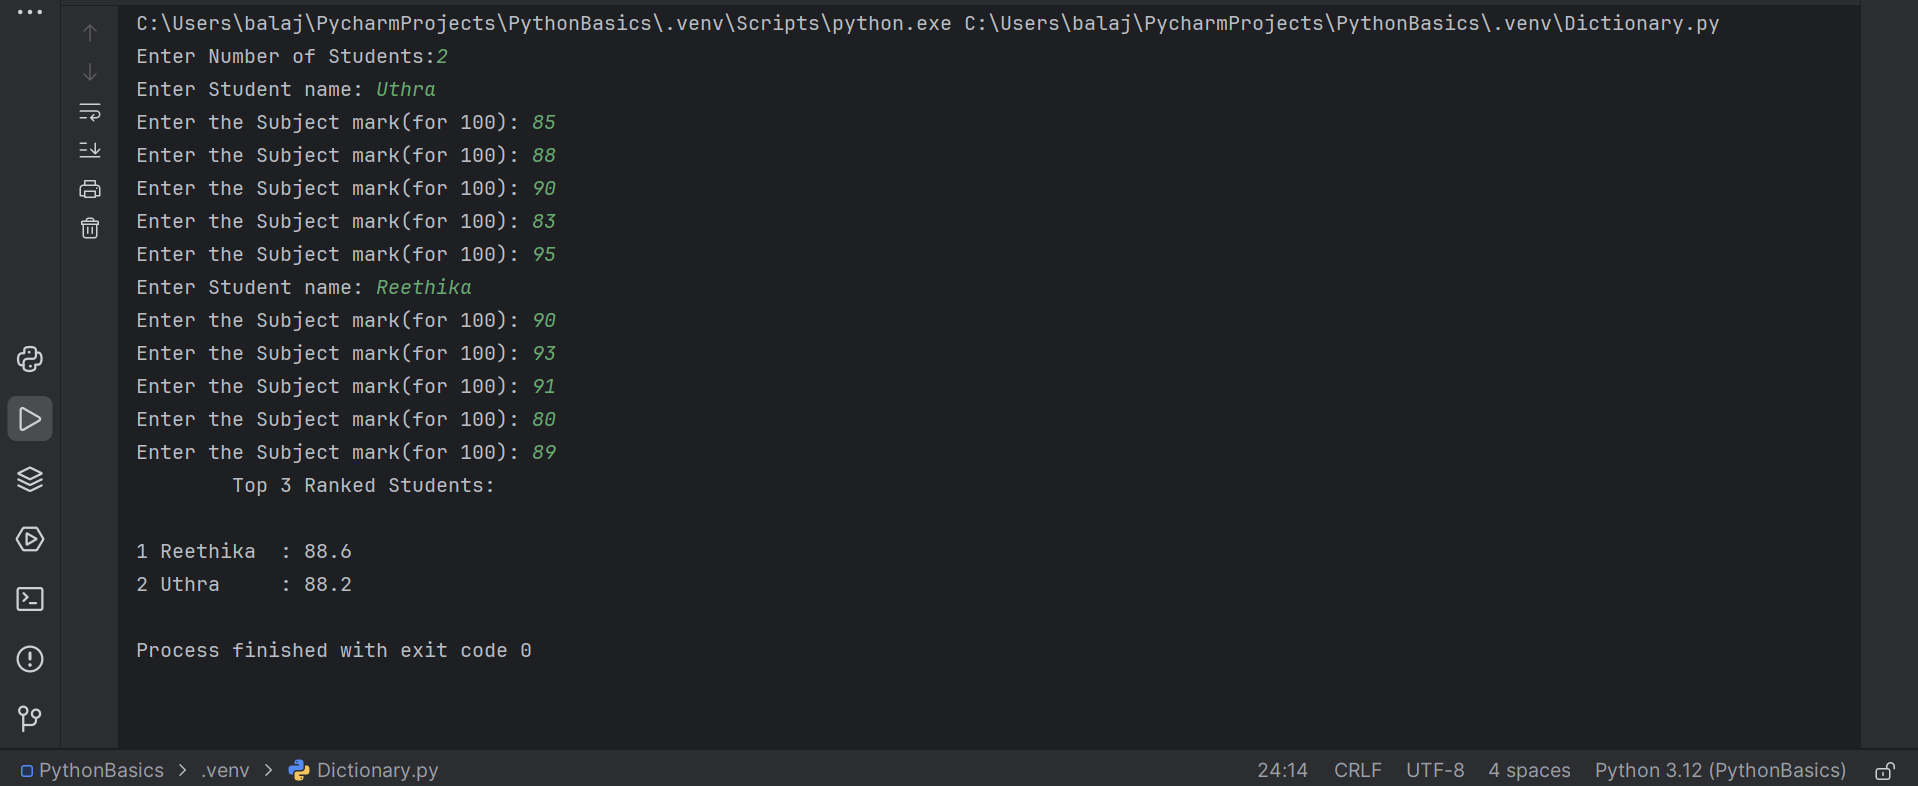 C:\Users\balaj\PycharmProjects\PythonBasics\.venv\Scripts\python.exe C:\Users\balaj\PycharmProjects\PythonBasics\.venv\Dictionary.py
Enter Number of Students:2
Enter Student name: Uthra
Enter the Subject mark(for 100): 85
Enter the Subject mark(for 100): 88
Enter the Subject mark(for 100): 90
Enter the Subject mark(for 100): 83
Enter the Subject mark(for 100): 95
Enter Student name: Reethika
Enter the Subject mark(for 100): 90
Enter the Subject mark(for 100): 93
Enter the Subject mark(for 100): 91
Enter the Subject mark(for 100): 80
Enter the Subject mark(for 100): 89
        Top 3 Ranked Students:

1 Reethika  : 88.6
2 Uthra     : 88.2

Process finished with exit code 0
PythonBasics > .venv > Dictionary.py 24:14 CRLF UTF-8 4 spaces Python 3.12 (PythonBasics)